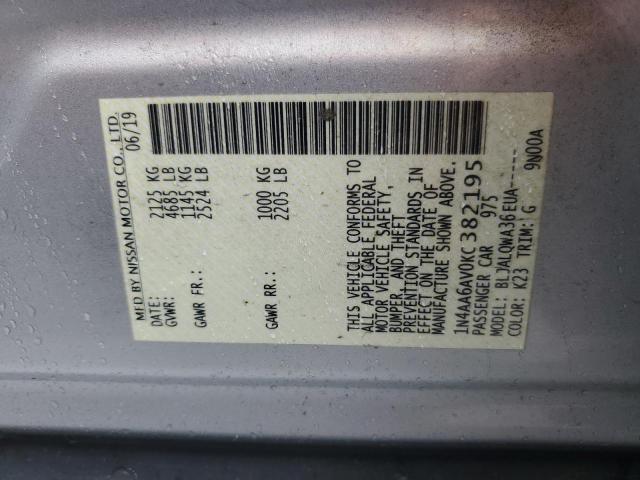 MFD BY NISSAN MOTOR CO., LTD.
DATE: 06/19
GVWR: 2125 KG
4685 LB
GAWR FR.: 1145 KG
2524 LB
GAWR RR.: 1000 KG
2205 LB
THIS VEHICLE CONFORMS TO
ALL APPLICABLE FEDERAL
MOTOR VEHICLE SAFETY,
BUMPER, AND THEFT
PREVENTION STANDARDS IN
EFFECT ON THE DATE OF
MANUFACTURE SHOWN ABOVE.
1N4AA6AV0KC382195
PASSENGER CAR 975
MODEL: BLJALQWA36EUA-----
COLOR: K23 TRIM: G 9N00A